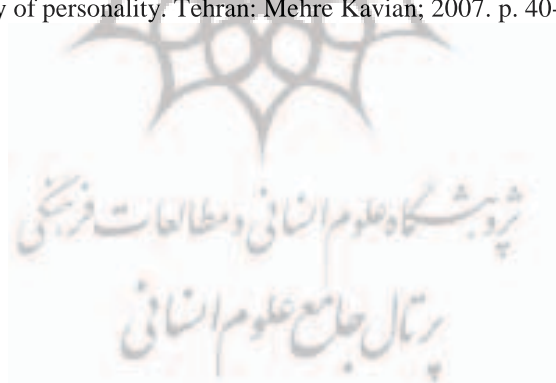 y of personality. Tehran: Mehre Kavian; 2007. p. 40-
پژوهشگاه علوم انسانی و مطالعات فرهنگی
پرتال جامع علوم انسانی